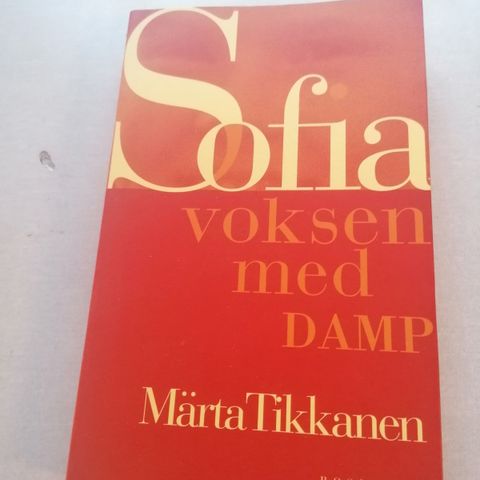 Sofia
voksen
med
DAMP
Märta Tikkanen